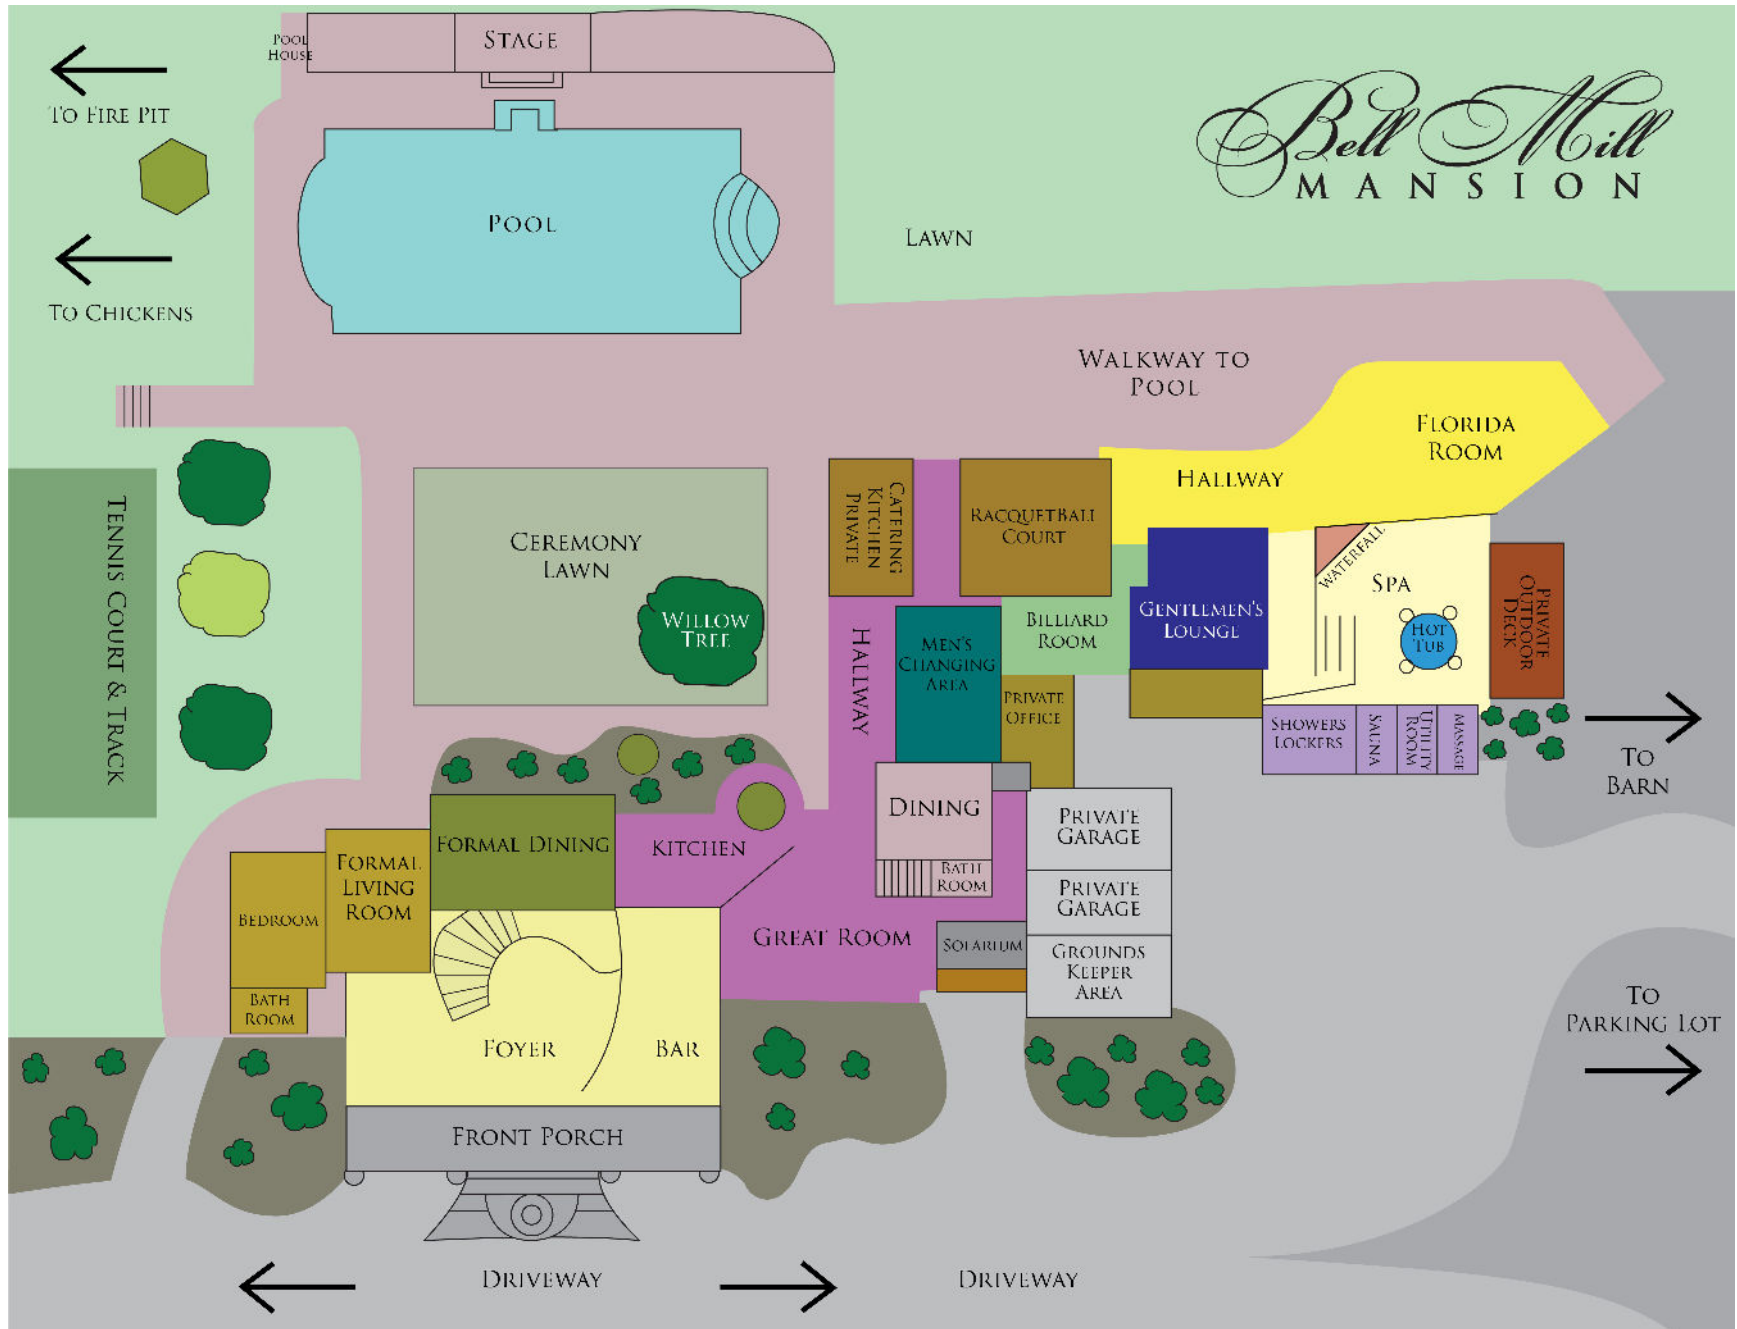 POOL
HOUSE
STAGE
TO FIRE PIT
Bell Mill
MANSION
POOL
LAWN
TO CHICKENS
WALKWAY TO
POOL
FLORIDA
ROOM
HALLWAY
CATERING
KITCHEN
PRIVATE
RACQUETBALL
COURT
TENNIS COURT & TRACK
CEREMONY
LAWN
WILLOW
TREE
WATERFALL
SPA
HOT
TUB
PRIVATE
OUTDOOR
DECK
GENTLEMEN'S
LOUNGE
BILLIARD
ROOM
HALLWAY
MEN'S
CHANGING
AREA
PRIVATE
OFFICE
SHOWERS
LOCKERS
SAUNA
UTILITY
ROOM
MASSAGE
TO
BARN
DINING
BATH
ROOM
PRIVATE
GARAGE
PRIVATE
GARAGE
GROUNDS
KEEPER
AREA
FORMAL DINING
KITCHEN
FORMAL
LIVING
ROOM
BEDROOM
BATH
ROOM
GREAT ROOM
SOLARIUM
TO
PARKING LOT
FOYER
BAR
FRONT PORCH
DRIVEWAY
DRIVEWAY